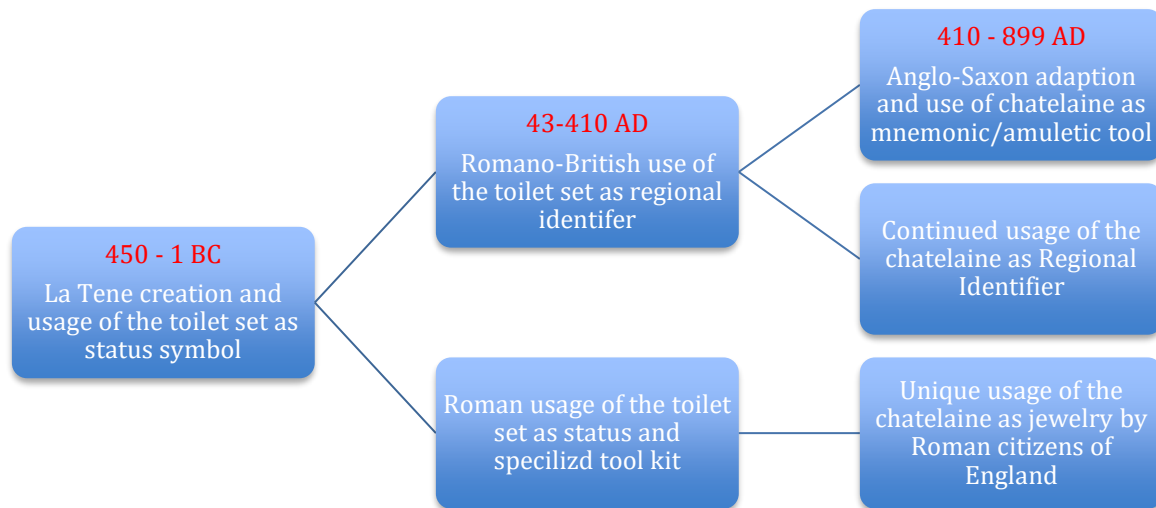 450 - 1 BC
La Tene creation and
usage of the toilet set as
status symbol
43-410 AD
Romano-British use of
the toilet set as regional
identifer
Roman usage of the toilet
set as status and
specilizd tool kit
410 - 899 AD
Anglo-Saxon adaption
and use of chatelaine as
mnemonic/amuletic tool
Continued usage of the
chatelaine as Regional
Identifier
Unique usage of the
chatelaine as jewelry by
Roman citizens of
England